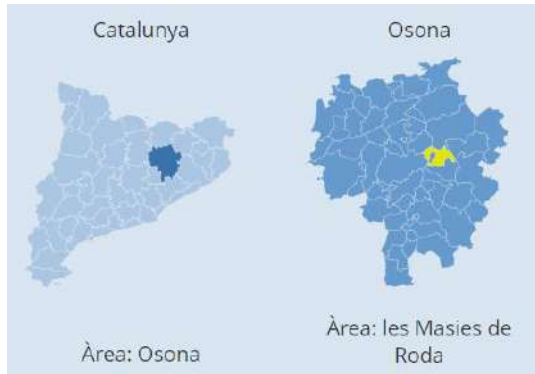 Catalunya
Osona
Àrea: Osona
Àrea: les Masies de
Roda